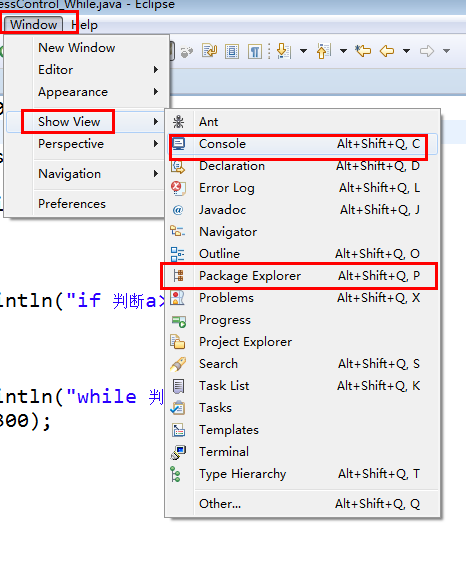 essControl_While.java - Eclipse
Window Help
New Window
Editor
Appearance
Show View
Perspective
Navigation
Preferences
Ant
Console Alt+Shift+Q, C
Declaration Alt+Shift+Q, D
Error Log Alt+Shift+Q, L
Javadoc Alt+Shift+Q, J
Navigator
Outline Alt+Shift+Q, O
Package Explorer Alt+Shift+Q, P
Problems Alt+Shift+Q, X
Progress
Project Explorer
Search Alt+Shift+Q, S
Task List Alt+Shift+Q, K
Tasks
Templates
Terminal
Type Hierarchy Alt+Shift+Q, T
Other... Alt+Shift+Q, Q
intln("if 判断a>
intln("while 判
300);